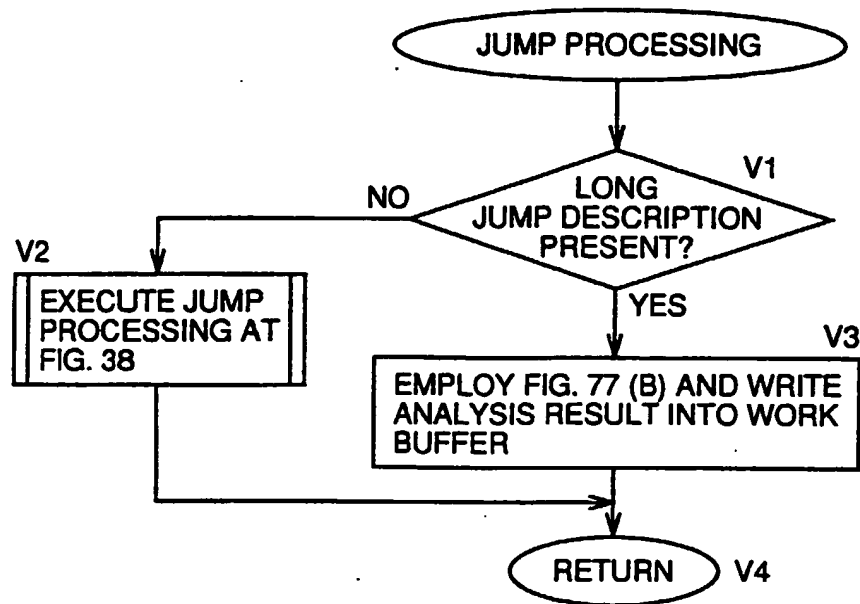 JUMP PROCESSING
V1
LONG
JUMP DESCRIPTION
PRESENT?
NO
YES
V2
EXECUTE JUMP
PROCESSING AT
FIG. 38
V3
EMPLOY FIG. 77 (B) AND WRITE
ANALYSIS RESULT INTO WORK
BUFFER
RETURN
V4